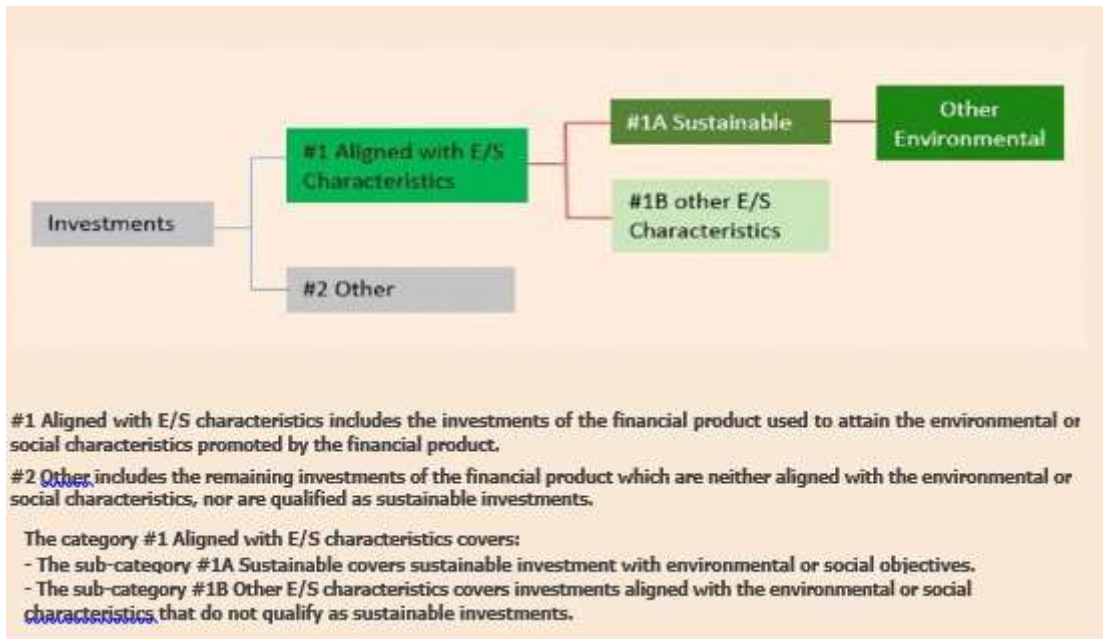 Other
Environmental
#1A Sustainable
#1 Aligned with E/S
Characteristics
#1B other E/S
Characteristics
Investments
#2 Other
#1 Aligned with E/S characteristics includes the investments of the financial product used to attain the environmental or
social characteristics promoted by the financial product.
#2 Other includes the remaining investments of the financial product which are neither aligned with the environmental or
social characteristics, nor are qualified as sustainable investments.
The category #1 Aligned with E/S characteristics covers:
- The sub-category #1A Sustainable covers sustainable investment with environmental or social objectives.
- The sub-category #1B Other E/S characteristics covers investments aligned with the environmental or social
characteristics that do not qualify as sustainable investments.